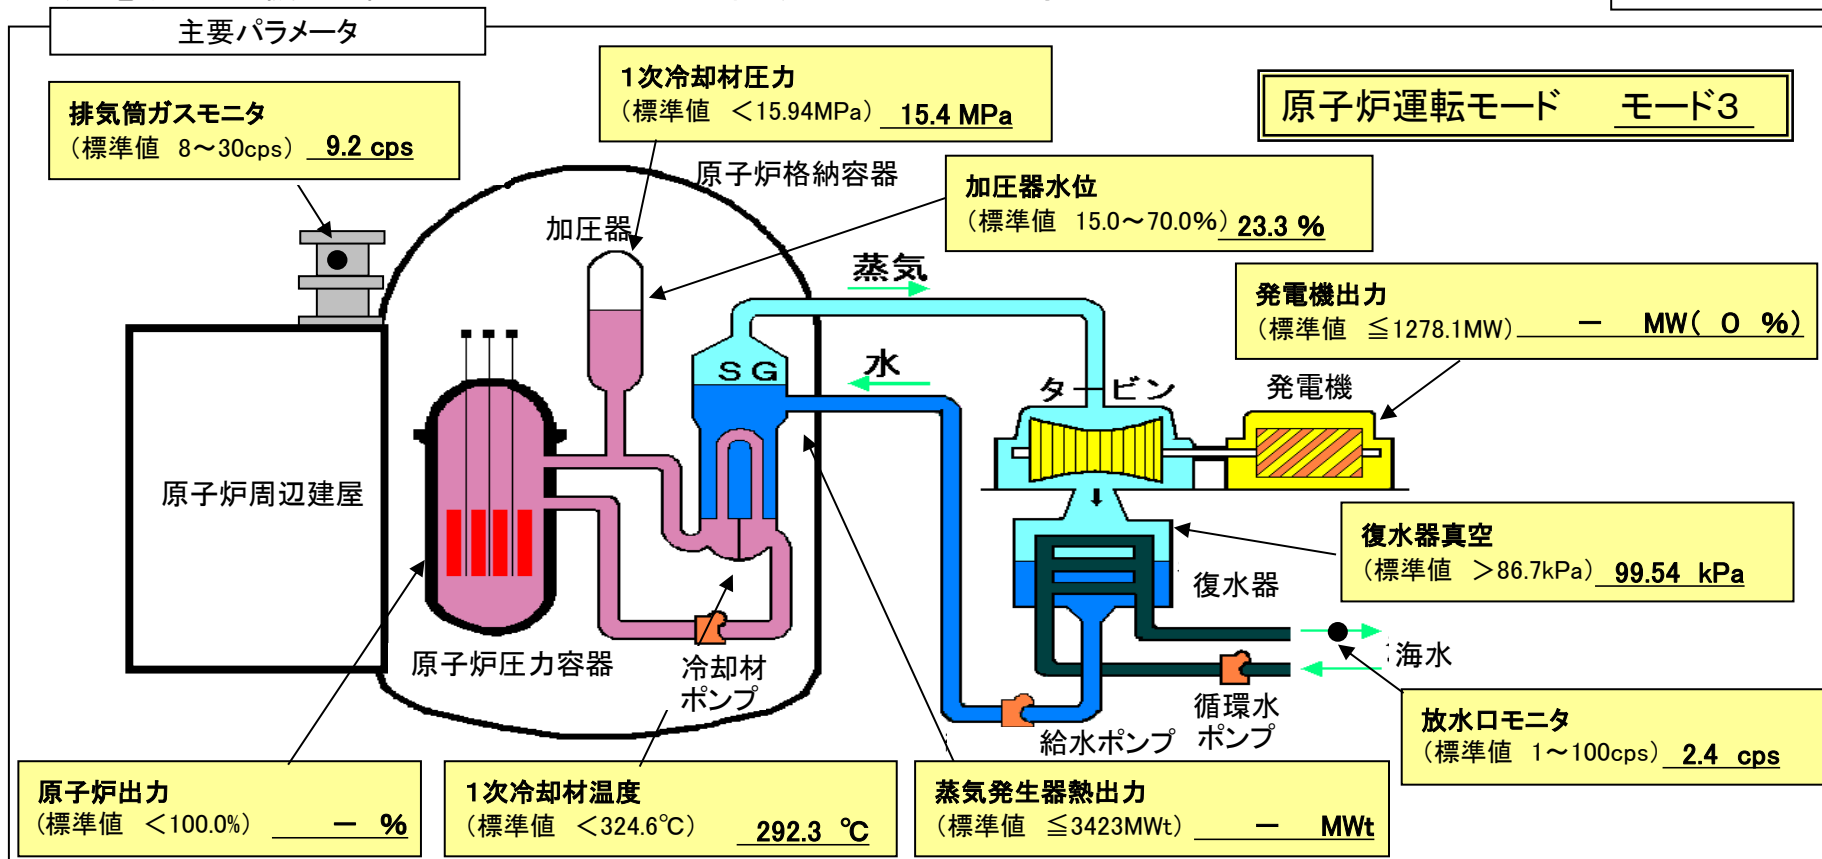 主要パラメータ
1次冷却材圧力
(標準値 <15.94MPa) 15.4 MPa
排気筒ガスモニタ
(標準値 8~30cps) 9.2 cps
原子炉運転モード モード3
原子炉格納容器
加圧器水位
(標準値 15.0~70.0%) 23.3 %
加圧器
蒸気
発電機出力
(標準値 ≦1278.1MW) - MW( 0 %)
SG
水
タービン
発電機
原子炉周辺建屋
復水器真空
(標準値 >86.7kPa) 99.54 kPa
復水器
原子炉圧力容器
冷却材
ポンプ
海水
循環水
ポンプ
給水ポンプ
放水口モニタ
(標準値 1~100cps) 2.4 cps
原子炉出力
(標準値 <100.0%) - %
1次冷却材温度
(標準値 <324.6℃) 292.3 ℃
蒸気発生器熱出力
(標準値 ≦3423MWt) - MWt